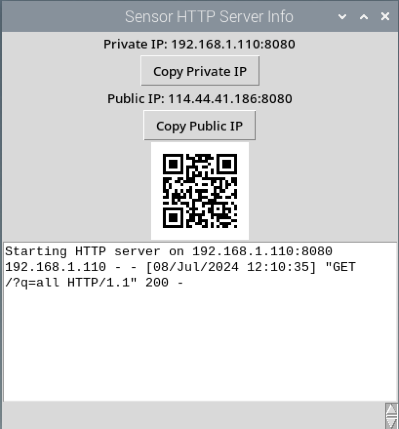 Sensor HTTP Server Info
Private IP: 192.168.1.110:8080
Copy Private IP
Public IP: 114.44.41.186:8080
Copy Public IP
Starting HTTP server on 192.168.1.110:8080
192.168.1.110 - - [08/Jul/2024 12:10:35] "GET
/?q=all HTTP/1.1" 200 -